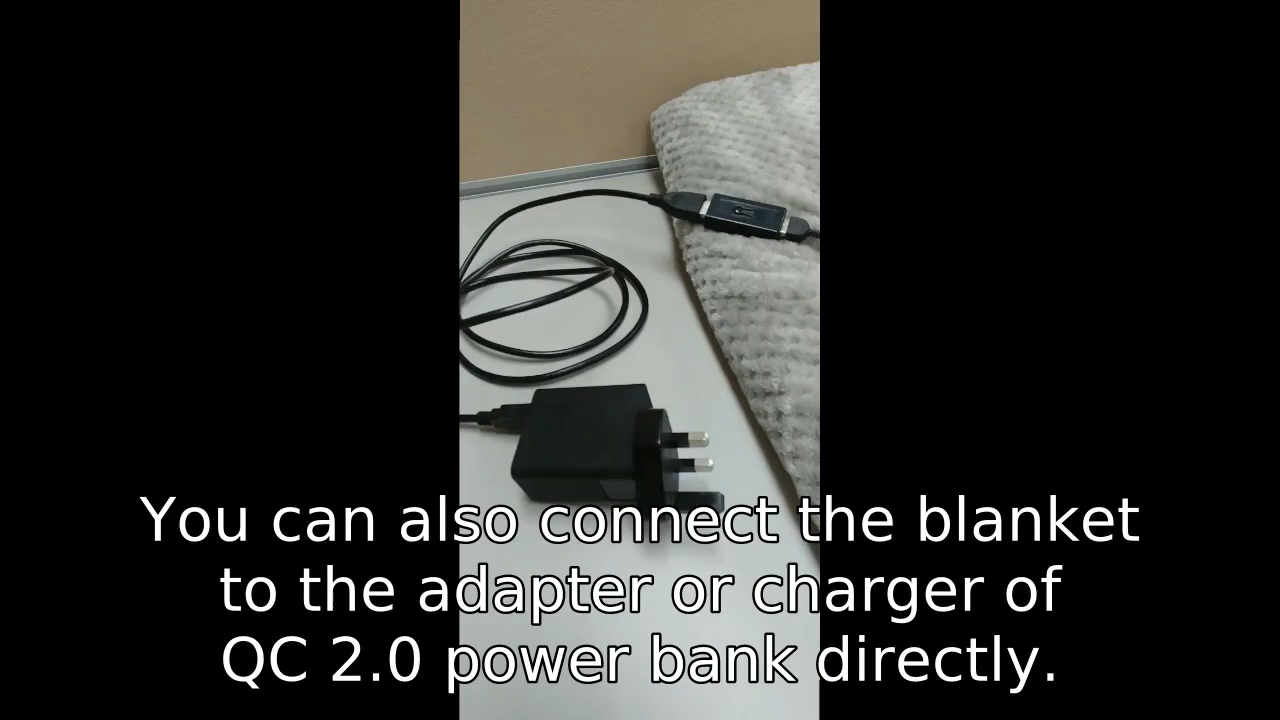 You can also connect the blanket
to the adapter or charger of
QC 2.0 power bank directly.